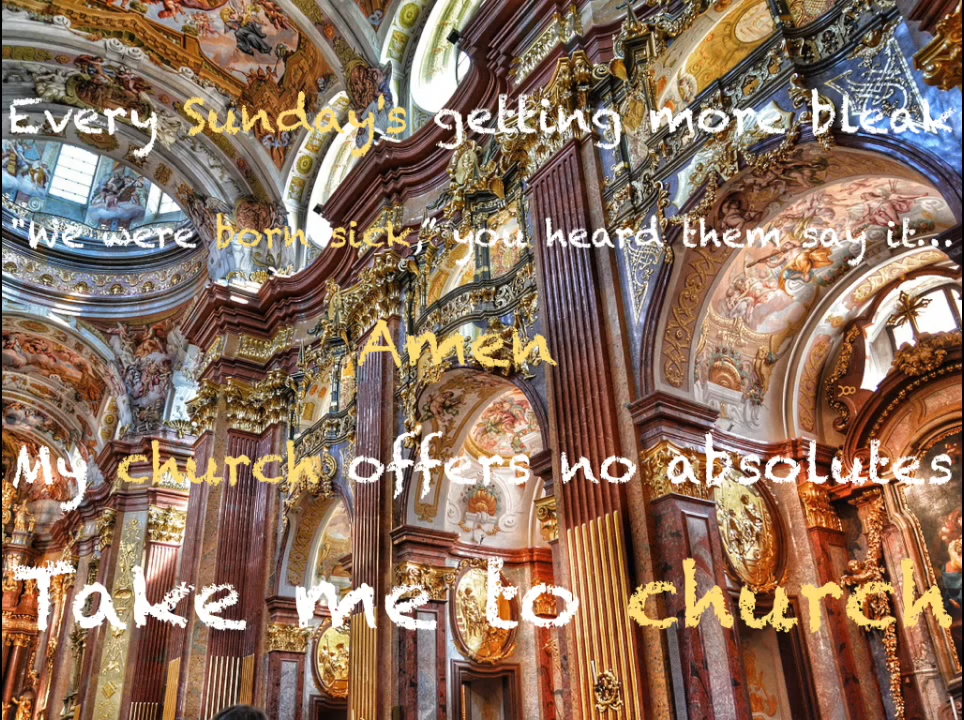 Every Sunday's getting more bleak
"We were born sick," you heard them say it...
Amen
My church offers no absolutes
Take me to church